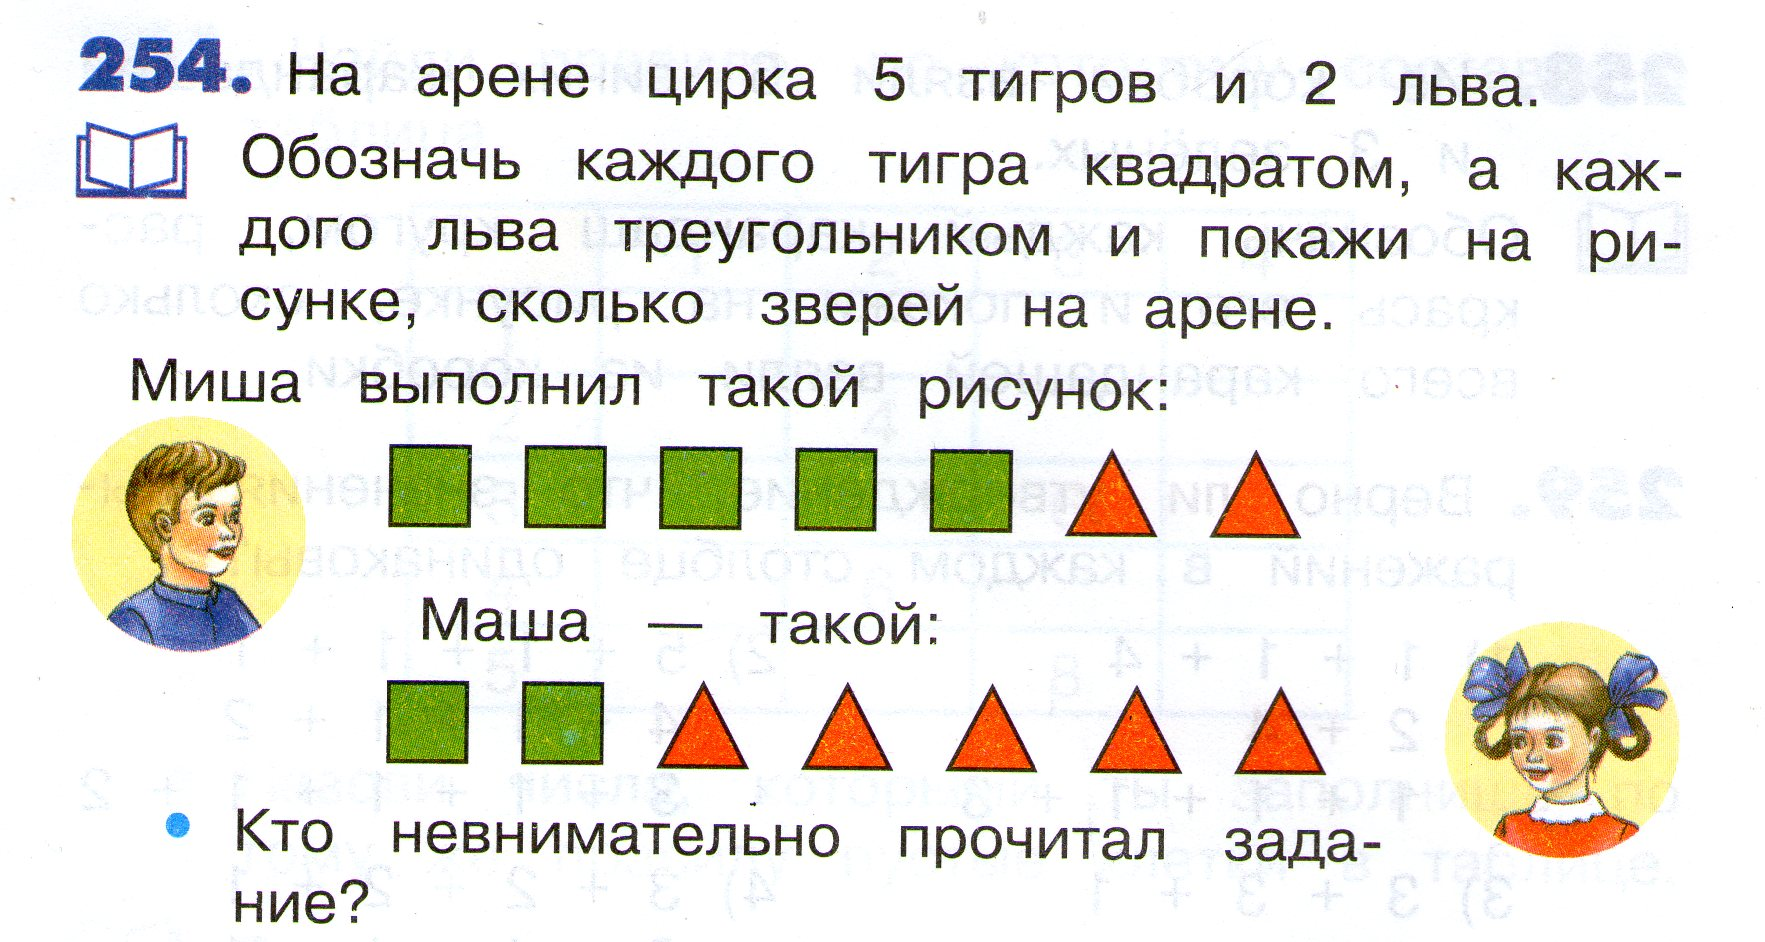 254. На арене цирка 5 тигров и 2 льва.
Обозначь каждого тигра квадратом, а каж-
дого льва треугольником и покажи на ри-
сунке, сколько зверей на арене.
Миша выполнил такой рисунок:
Маша — такой:
Кто невнимательно прочитал зада-
ние?